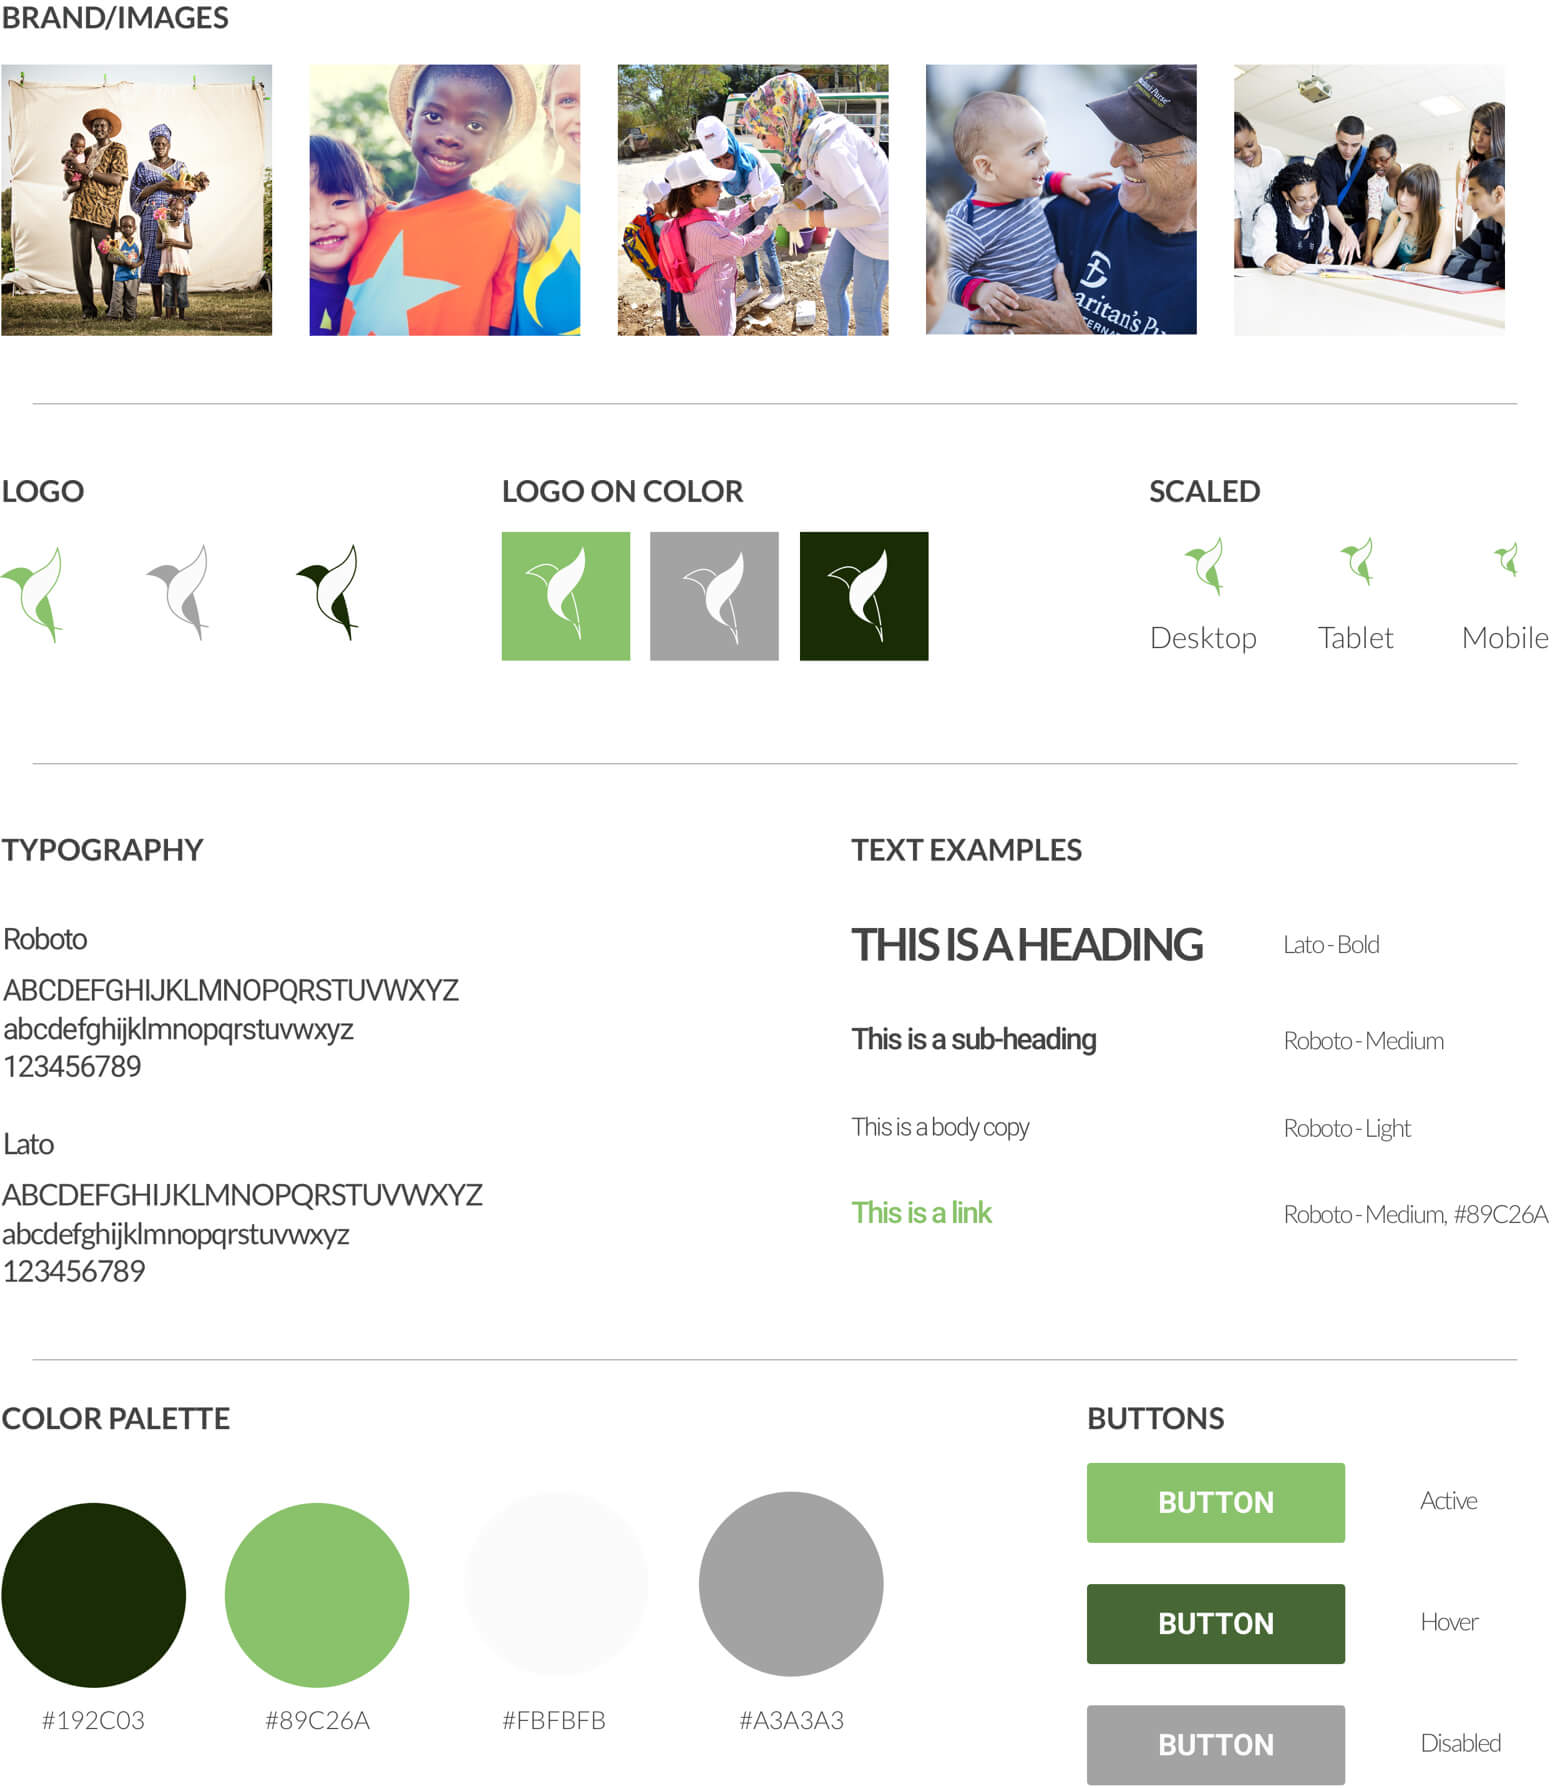 BRAND/IMAGES
LOGO
LOGO ON COLOR
SCALED
Desktop
Tablet
Mobile
TYPOGRAPHY
Roboto
ABCDEFGHIJKLMNOPQRSTUVWXYZ
abcdefghijklmnopqrstuvwxyz
123456789
Lato
ABCDEFGHIJKLMNOPQRSTUVWXYZ
abcdefghijklmnopqrstuvwxyz
123456789
TEXT EXAMPLES
THIS IS A HEADING
Lato - Bold
This is a sub-heading
Roboto - Medium
This is a body copy
Roboto - Light
This is a link
Roboto - Medium, #89C26A
COLOR PALETTE
#192C03
#89C26A
#FBFBFB
#A3A3A3
BUTTONS
BUTTON
Active
BUTTON
Hover
BUTTON
Disabled